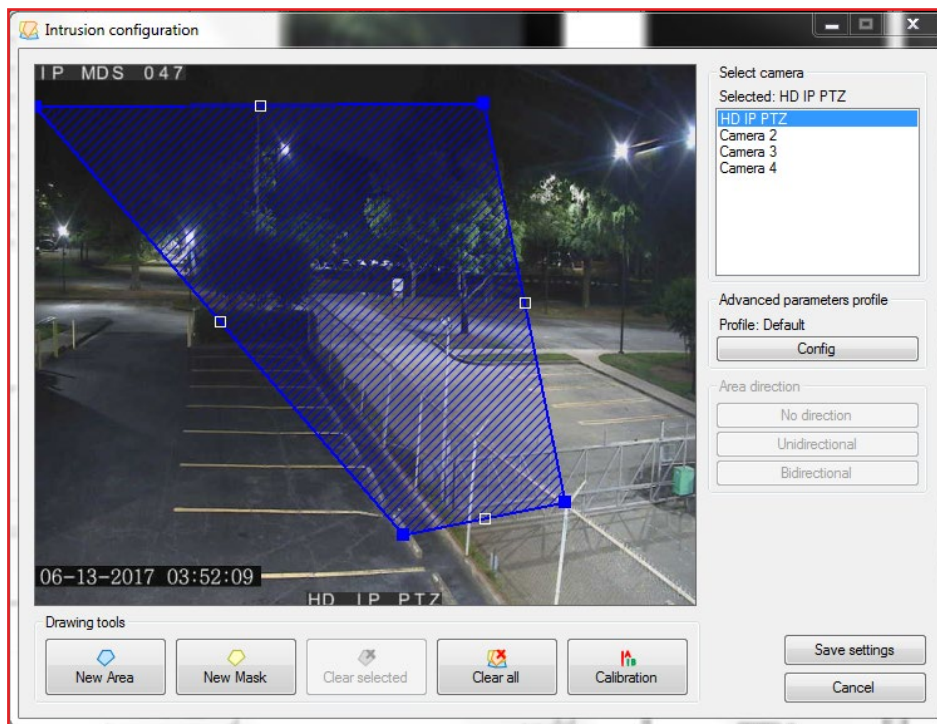 Intrusion configuration
IP MDS 047
06-13-2017 03:52:09
HD IP PTZ
Select camera
Selected: HD IP PTZ
HD IP PTZ
Camera 2
Camera 3
Camera 4
Advanced parameters profile
Profile: Default
Config
Area direction
No direction
Unidirectional
Bidirectional
Drawing tools
New Area
New Mask
Clear selected
Clear all
Calibration
Save settings
Cancel